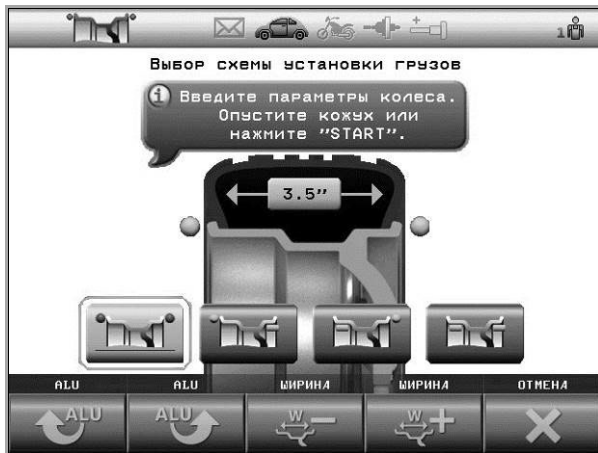 1
Выбор схемы установки грузов
Введите параметры колеса.
Опустите кожух или
нажмите "START".
3.5"
ALU ALU ШИРИНА ШИРИНА ОТМЕНА
ALU ALU W W